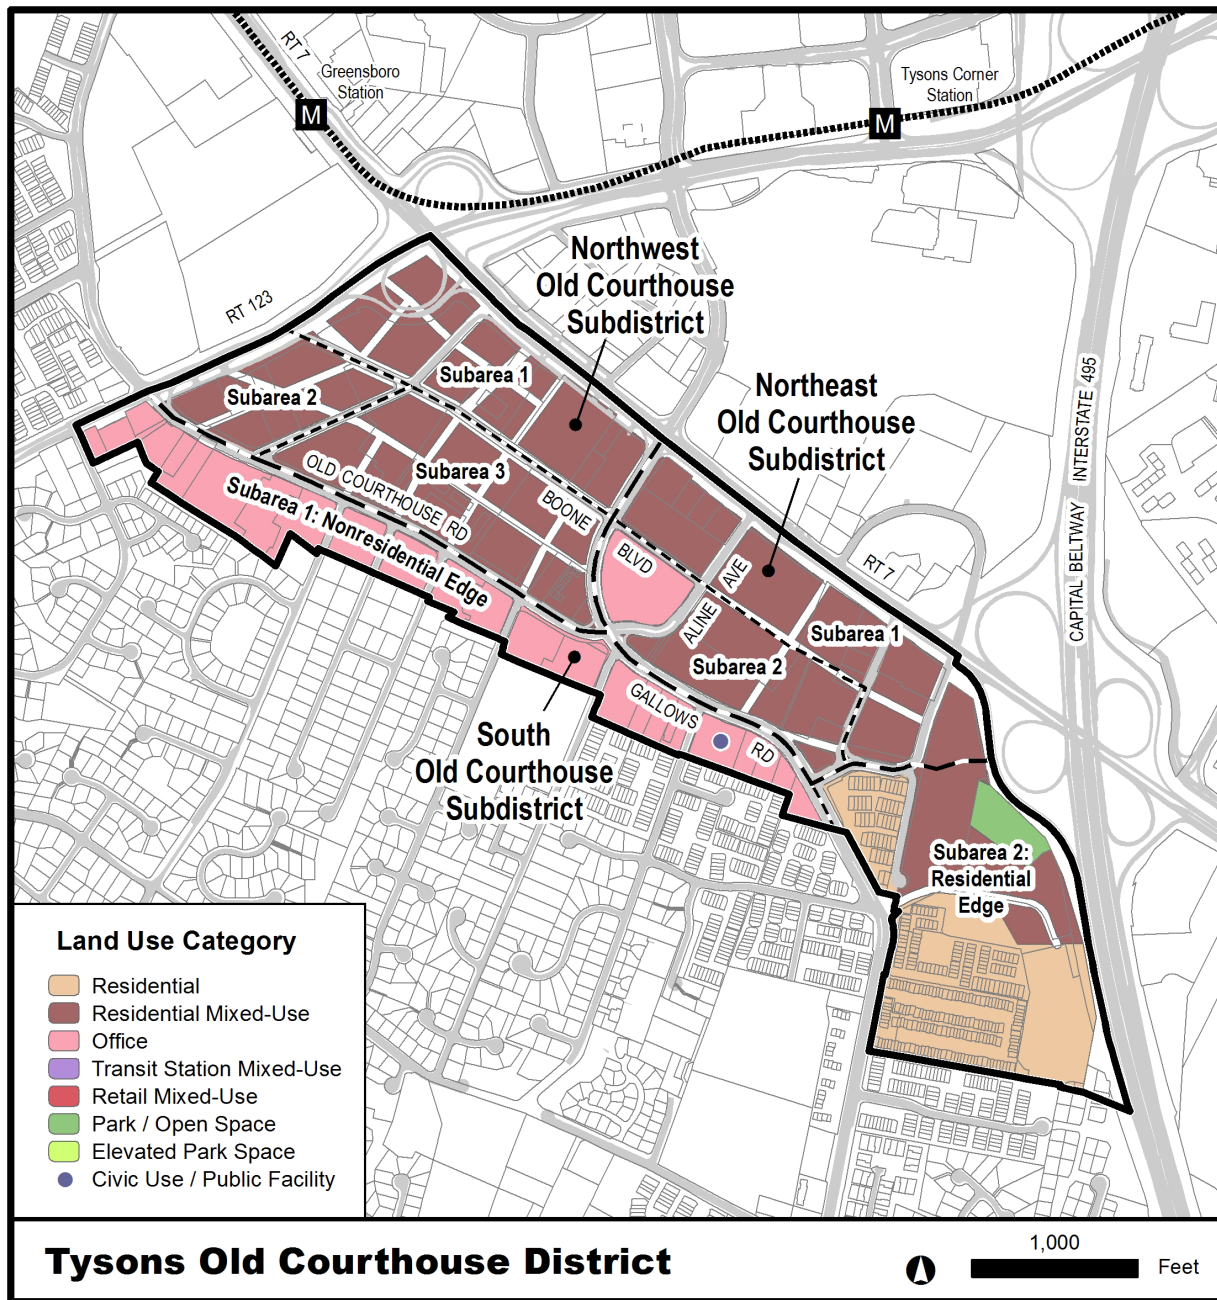 RT 7
Greensboro
Station
M
Tysons Corner
Station
M
RT 123
Northwest
Old Courthouse
Subdistrict
Northeast
Old Courthouse
Subdistrict
CAPITAL BELTWAY INTERSTATE 495
Subarea 1
Subarea 2
Subarea 3
OLD COURTHOUSE RD
BOONE
BLVD
Subarea 1: Nonresidential Edge
AVE
ALINE
RT 7
Subarea 1
Subarea 2
GALLOWS
RD
South
Old Courthouse
Subdistrict
Subarea 2:
Residential
Edge
Land Use Category
Residential
Residential Mixed-Use
Office
Transit Station Mixed-Use
Retail Mixed-Use
Park / Open Space
Elevated Park Space
Civic Use / Public Facility
Tysons Old Courthouse District
1,000
Feet